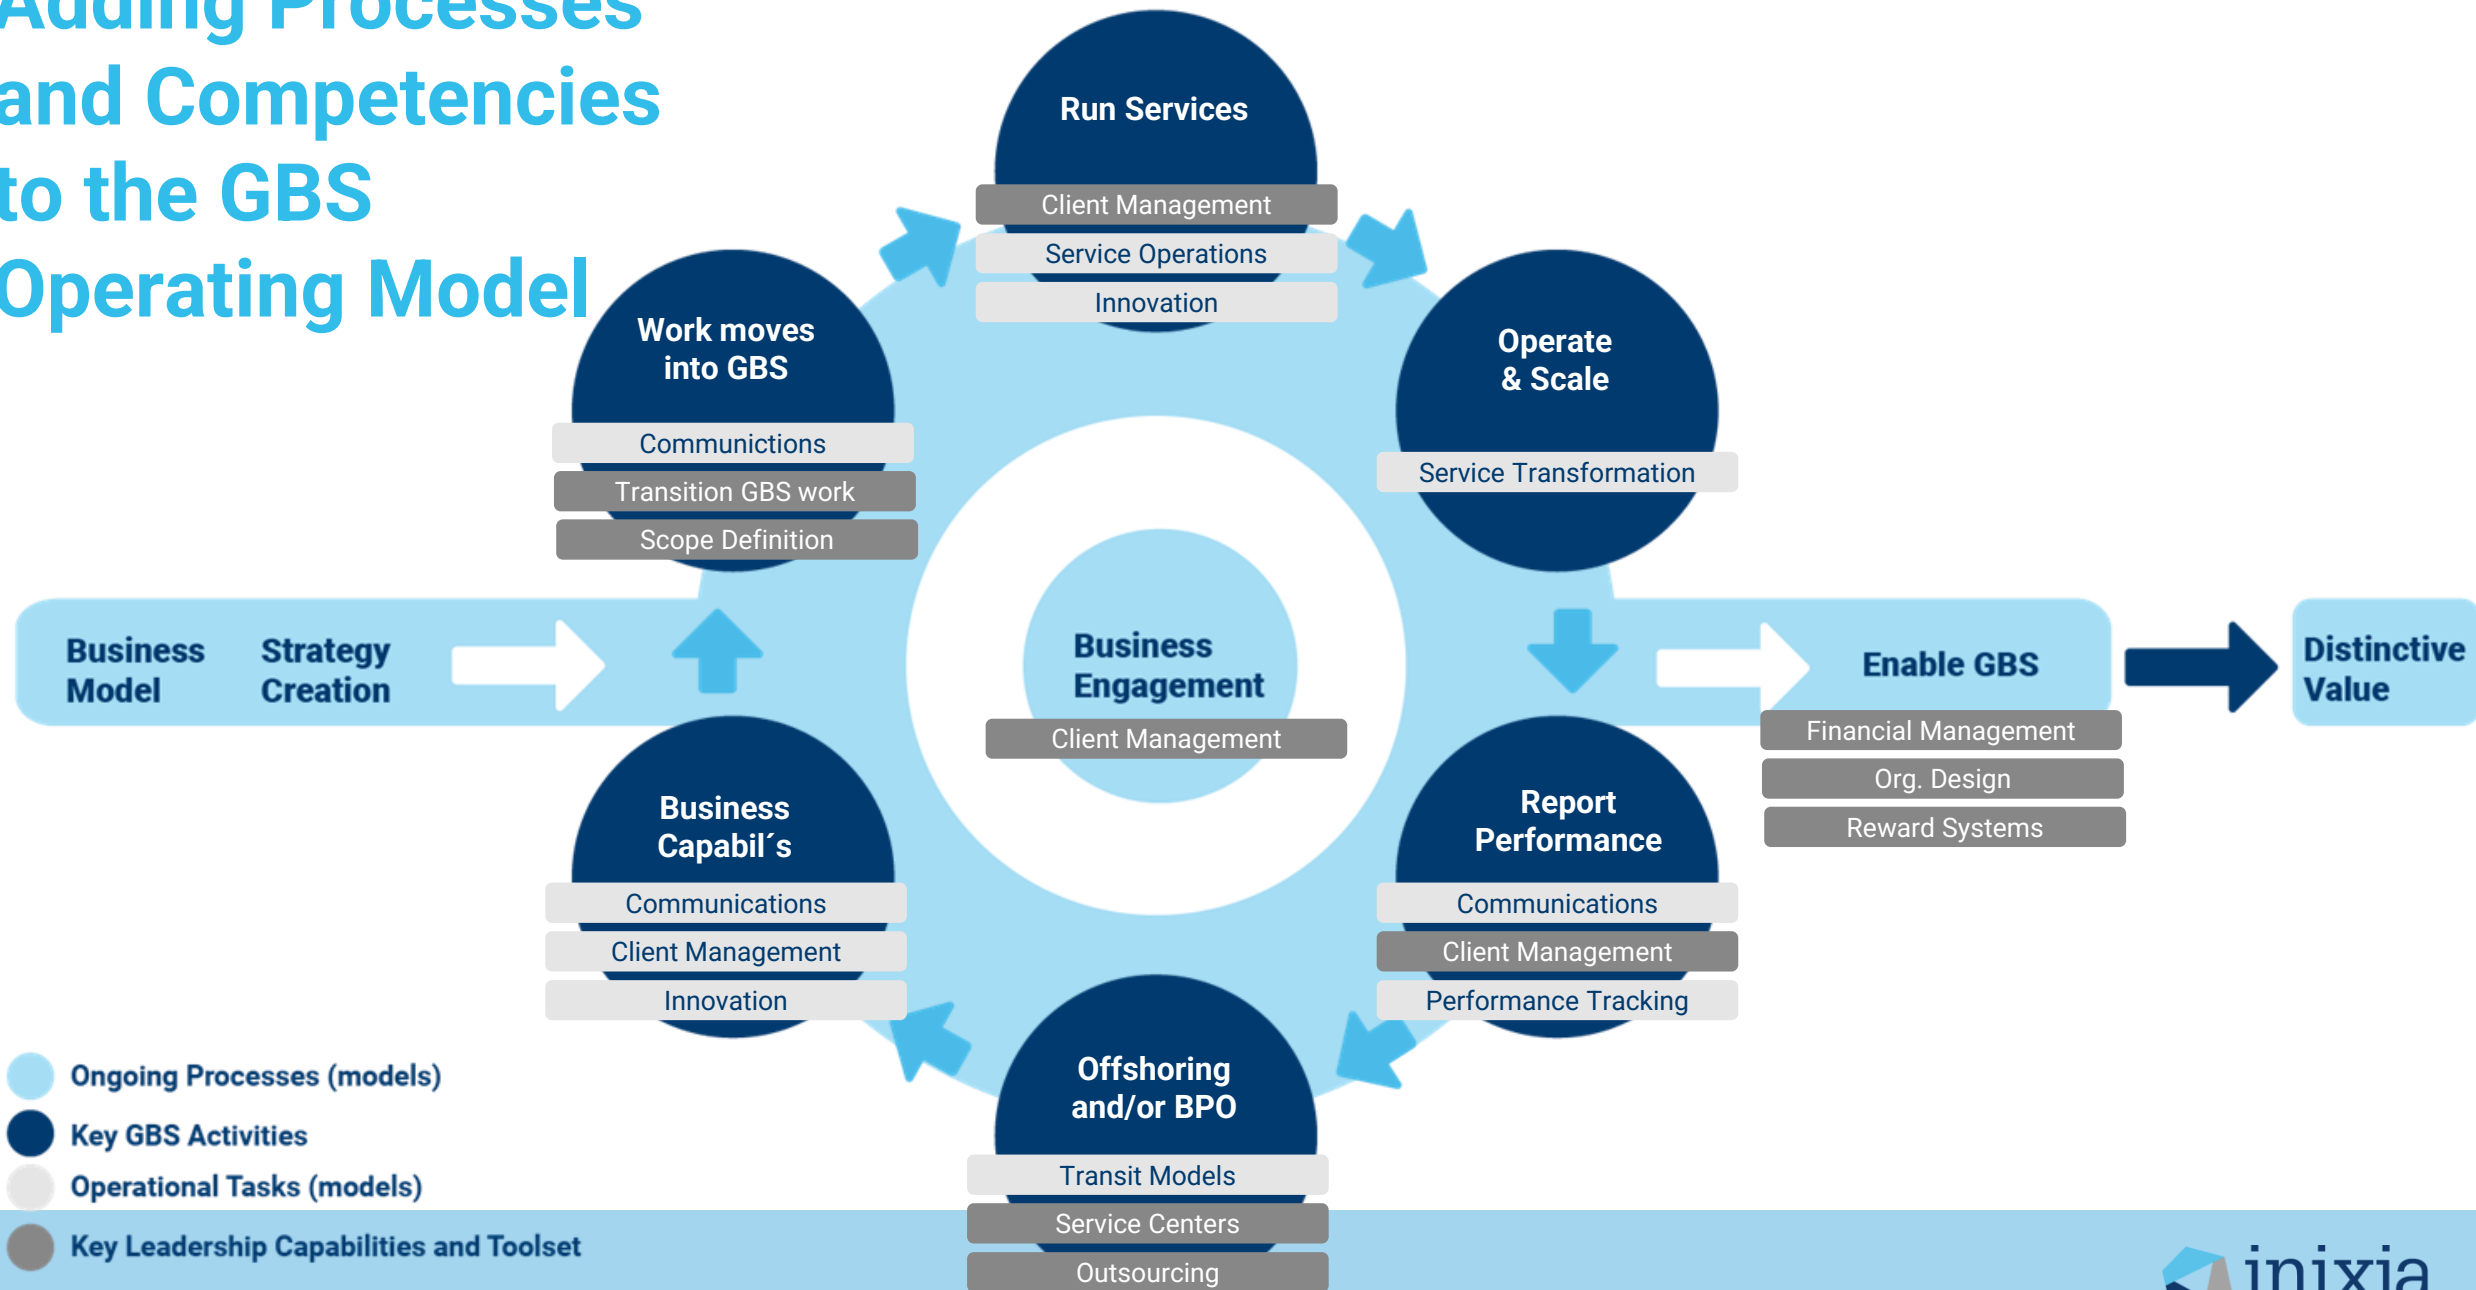 Adding Processes
and Competencies
to the GBS
Operating Model
Run Services
Client Management
Service Operations
Innovation
Work moves
into GBS
Communictions
Transition GBS work
Scope Definition
Operate
& Scale
Service Transformation
Business
Model
Strategy
Creation
Business
Engagement
Client Management
Enable GBS
Financial Management
Org. Design
Reward Systems
Distinctive
Value
Business
Capabil´s
Communications
Client Management
Innovation
Report
Performance
Communications
Client Management
Performance Tracking
Offshoring
and/or BPO
Transit Models
Service Centers
Outsourcing
Ongoing Processes (models)
Key GBS Activities
Operational Tasks (models)
Key Leadership Capabilities and Toolset
inixia